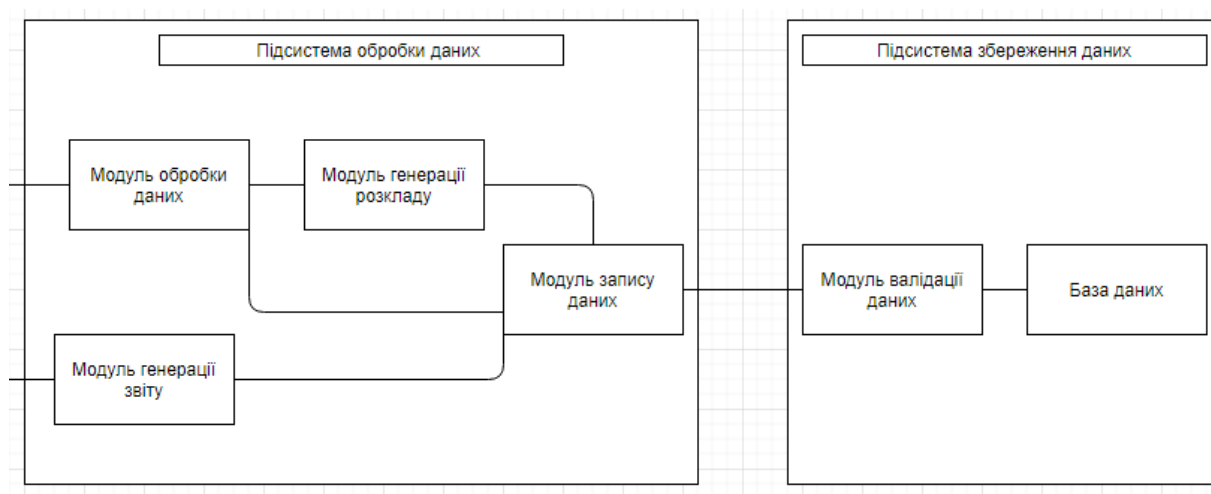 Підсистема обробки даних
Підсистема збереження даних
Модуль обробки
даних
Модуль генерації
розкладу
Модуль запису
даних
Модуль валідації
даних
База даних
Модуль генерації
звіту